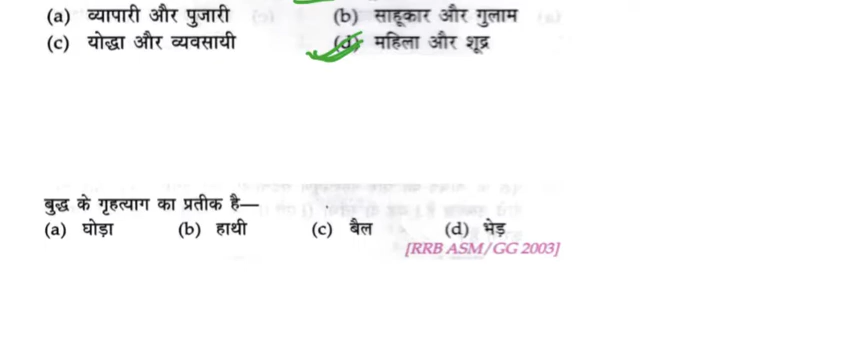 (a) व्यापारी और पुजारी (b) साहूकार और गुलाम
(c) योद्धा और व्यवसायी (d) महिला और शूद्र
बुद्ध के गृहत्याग का प्रतीक है—
(a) घोड़ा (b) हाथी (c) बैल (d) भेड़
[RRB ASM/GG 2003]